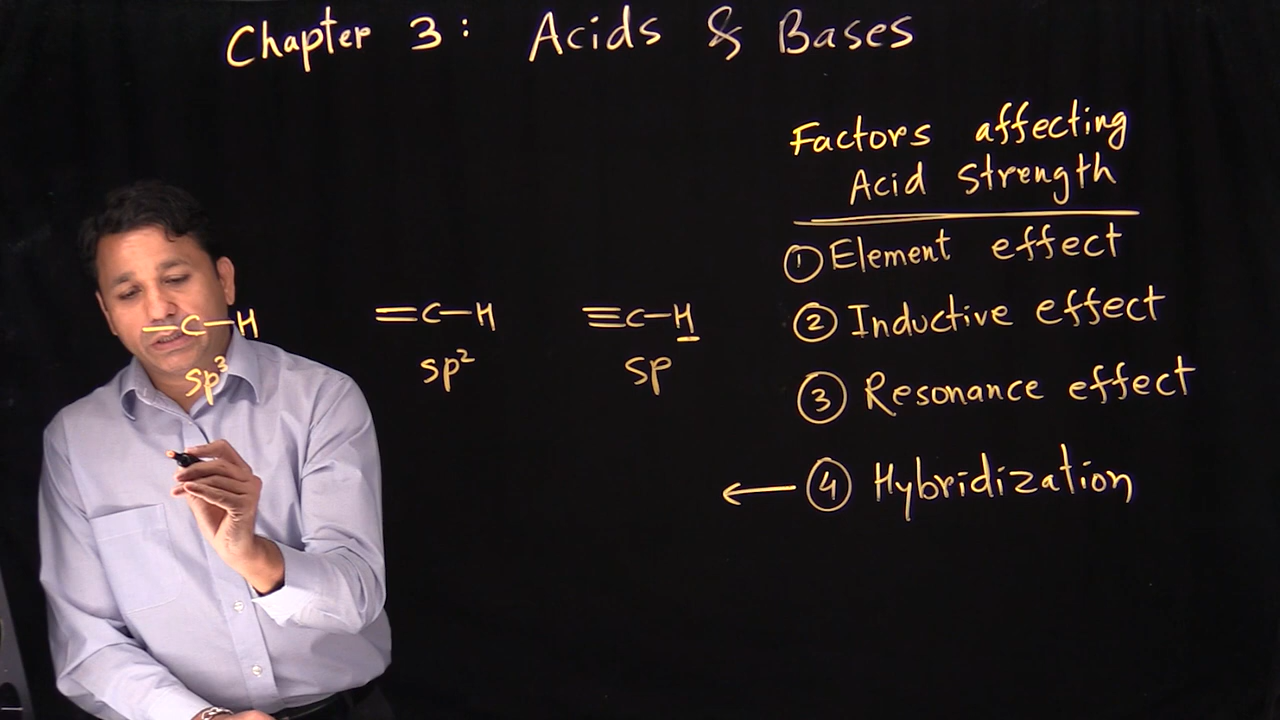 Chapter 3: Acids & Bases
Factors affecting
Acid Strength
① Element effect
② Inductive effect
③ Resonance effect
← ④ Hybridization
—C—H
sp³
=C—H
sp²
≡C—H
sp